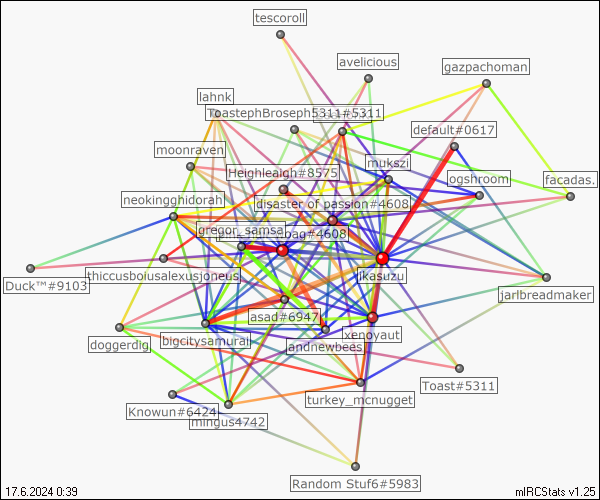 tescoroll
avelicious
gazpachoman
lahnk
ToastephBroseph5311#5311
default#0617
moonraven
mukszi
Heighleaigh#8575
ogshroom
facadas.
neokingghidorah
disaster of passion#4608
gregor_samsa
bag#4608
Duck™#9103
thiccusboiusalexusjoneus
ikasuzu
jarlbreadmaker
asad#6947
doggerdig
bigcitysamurai
andnewbees
xenoyaut
Toast#5311
turkey_mcnugget
Knowun#6424
mingus4742
Random Stuf6#5983
17.6.2024 0:39
mIRCStats v1.25